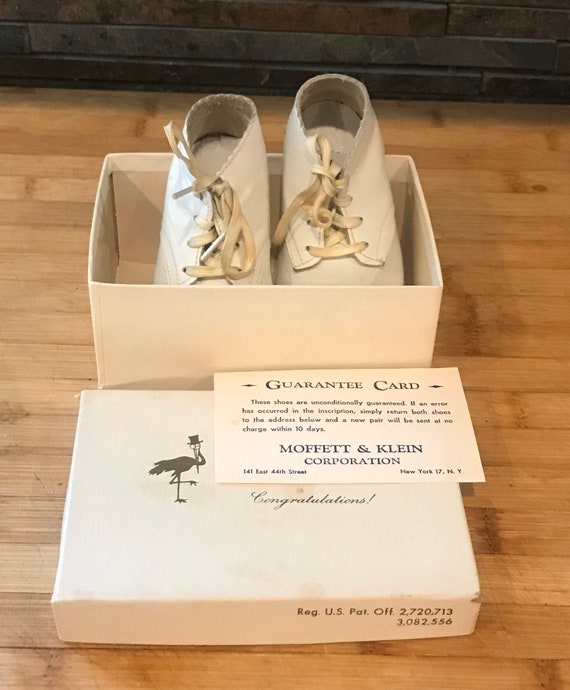 GUARANTEE CARD
These shoes are unconditionally guaranteed. If an error
has occurred in the inscription, simply return both shoes
to the address below and a new pair will be sent at no
charge within 10 days.
MOFFETT & KLEIN
CORPORATION
141 East 44th Street New York 17, N. Y.
Congratulations!
Reg. U.S. Pat. Off. 2,720,713
3,082,556